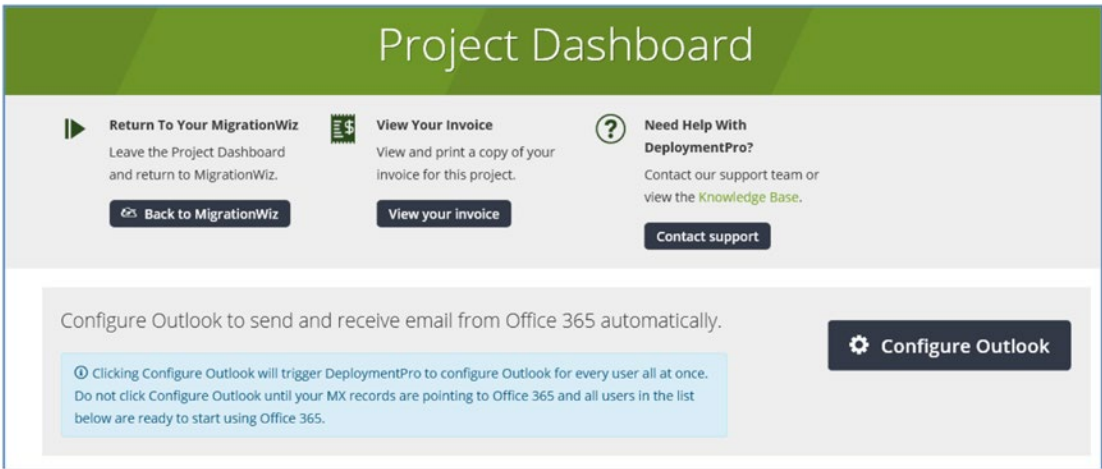 Project Dashboard
Return To Your MigrationWiz
Leave the Project Dashboard
and return to MigrationWiz.
Back to MigrationWiz
View Your Invoice
View and print a copy of your
invoice for this project.
View your invoice
Need Help With
DeploymentPro?
Contact our support team or
view the Knowledge Base.
Contact support
Configure Outlook to send and receive email from Office 365 automatically.
Clicking Configure Outlook will trigger DeploymentPro to configure Outlook for every user all at once.
Do not click Configure Outlook until your MX records are pointing to Office 365 and all users in the list
below are ready to start using Office 365.
Configure Outlook